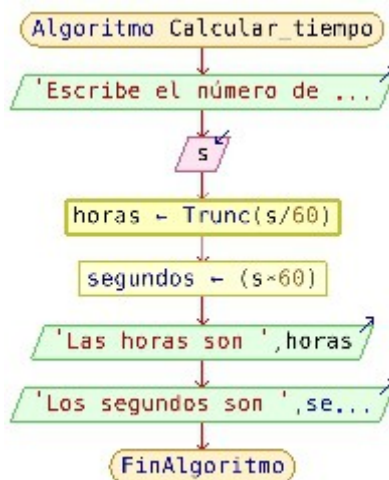 Algoritmo Calcular_tiempo
'Escribe el número de ...
s
horas ← Trunc(s/60)
segundos ← (s*60)
'Las horas son ',horas
'Los segundos son ',se...
FinAlgoritmo